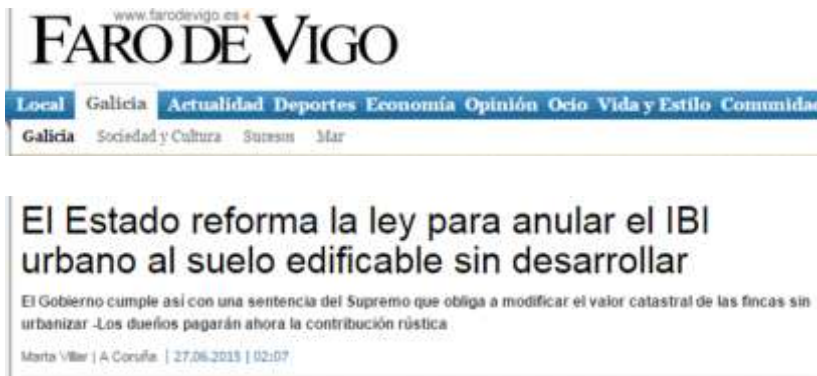 www.farodevigo.es
FARO DE VIGO
Local Galicia Actualidad Deportes Economía Opinión Ocio Vida y Estilo Comunidad
Galicia Sociedad y Cultura Sucesos Mar
El Estado reforma la ley para anular el IBI
urbano al suelo edificable sin desarrollar
El Gobierno cumple así con una sentencia del Supremo que obliga a modificar el valor catastral de las fincas sin
urbanizar -Los dueños pagarán ahora la contribución rústica
Marta Villar | A Coruña | 27.06.2015 | 02:07